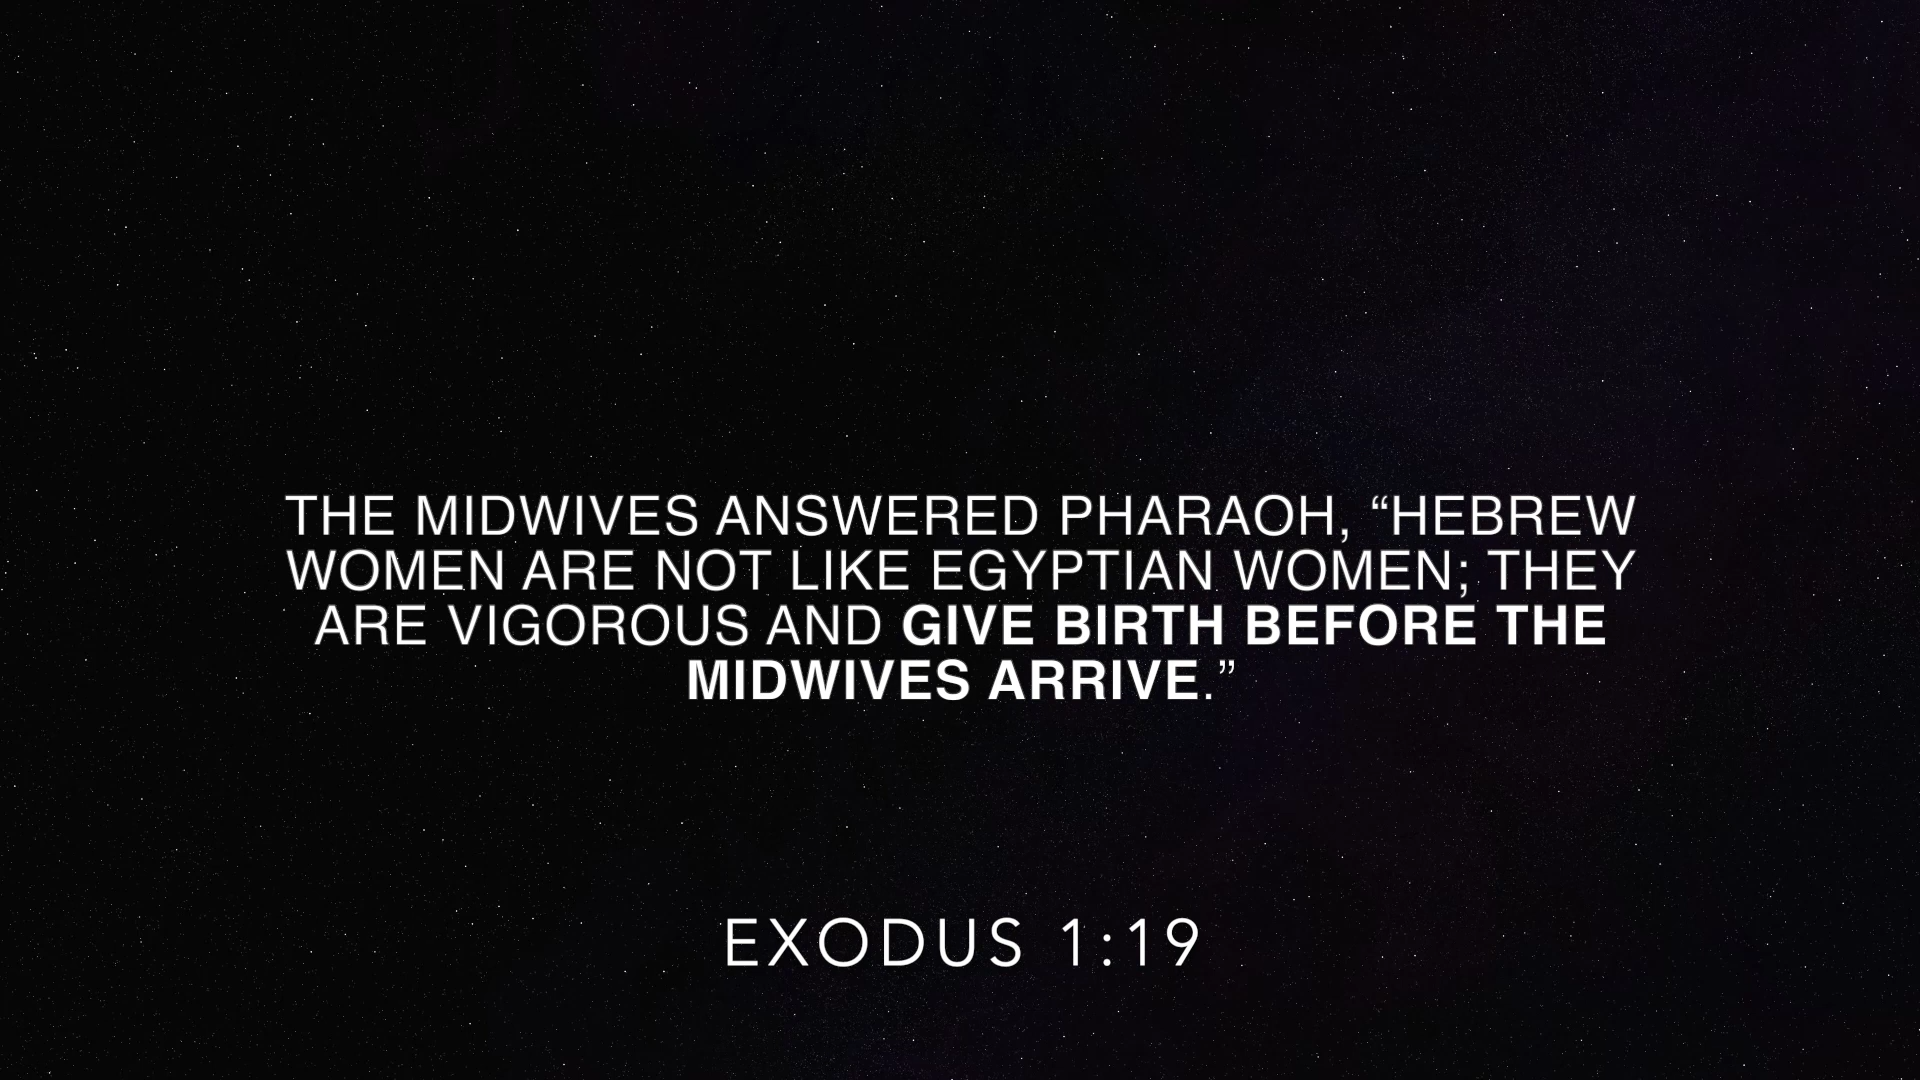 THE MIDWIVES ANSWERED PHARAOH, “HEBREW
WOMEN ARE NOT LIKE EGYPTIAN WOMEN; THEY
ARE VIGOROUS AND GIVE BIRTH BEFORE THE
MIDWIVES ARRIVE.”
EXODUS 1:19